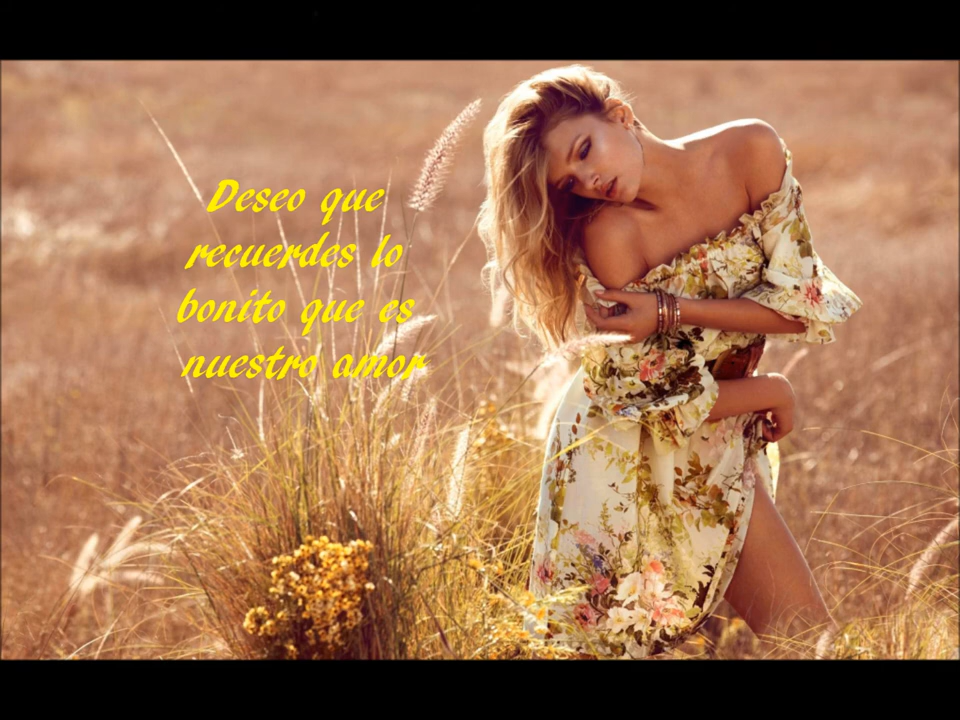 Deseo que
recuerdes lo
bonito que es
nuestro amor